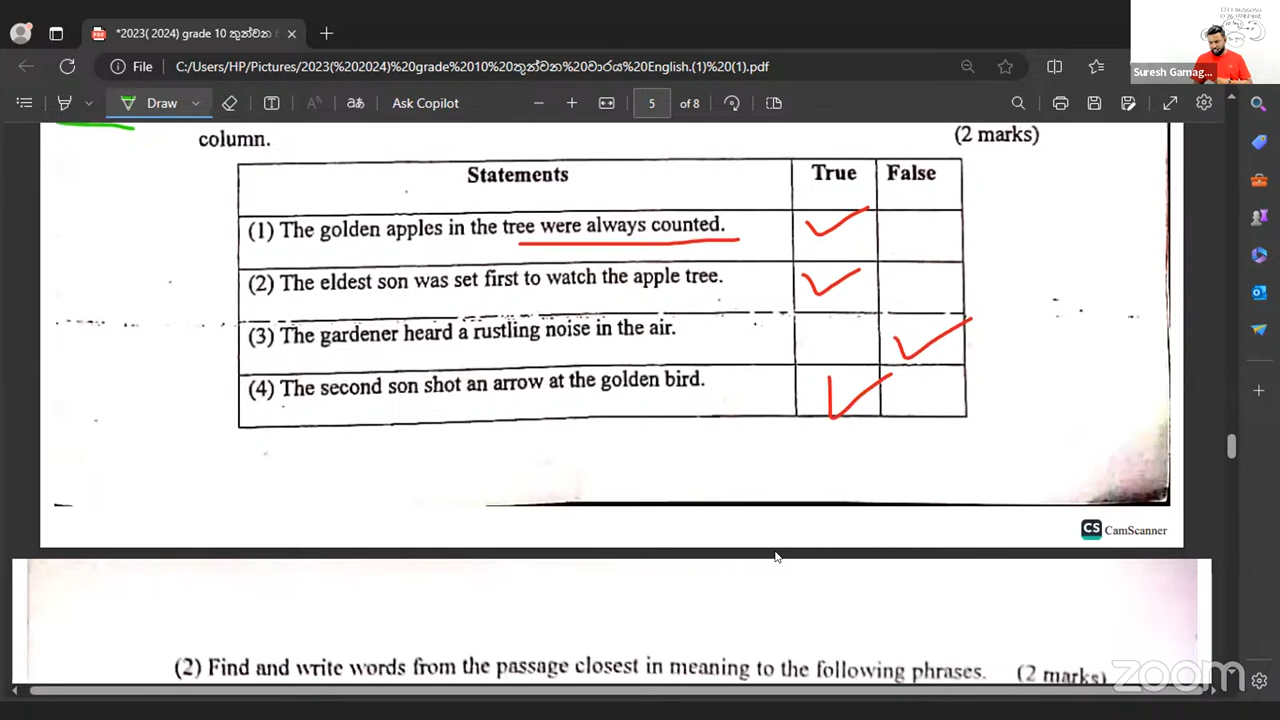 *2023( 2024) grade 10 තුන්වන
File
C:/Users/HP/Pictures/2023(%202024)%20grade%2010%20තුන්වන%20වාරය%20English.(1)%20(1).pdf
Suresh Gamag...
Draw
Ask Copilot
5
of 8
column.
(2 marks)
Statements
True
False
(1) The golden apples in the tree were always counted.
(2) The eldest son was set first to watch the apple tree.
(3) The gardener heard a rustling noise in the air.
(4) The second son shot an arrow at the golden bird.
CS CamScanner
(2) Find and write words from the passage closest in meaning to the following phrases.
(2 marks)
zoom